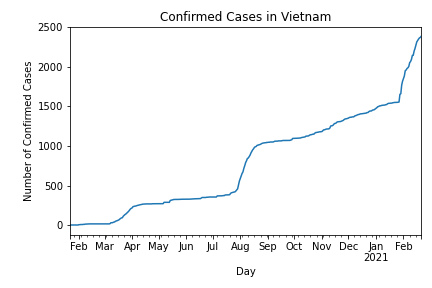 Confirmed Cases in Vietnam
Number of Confirmed Cases
2500
2000
1500
1000
500
0
Feb Mar Apr May Jun Jul Aug Sep Oct Nov Dec Jan Feb
2021
Day